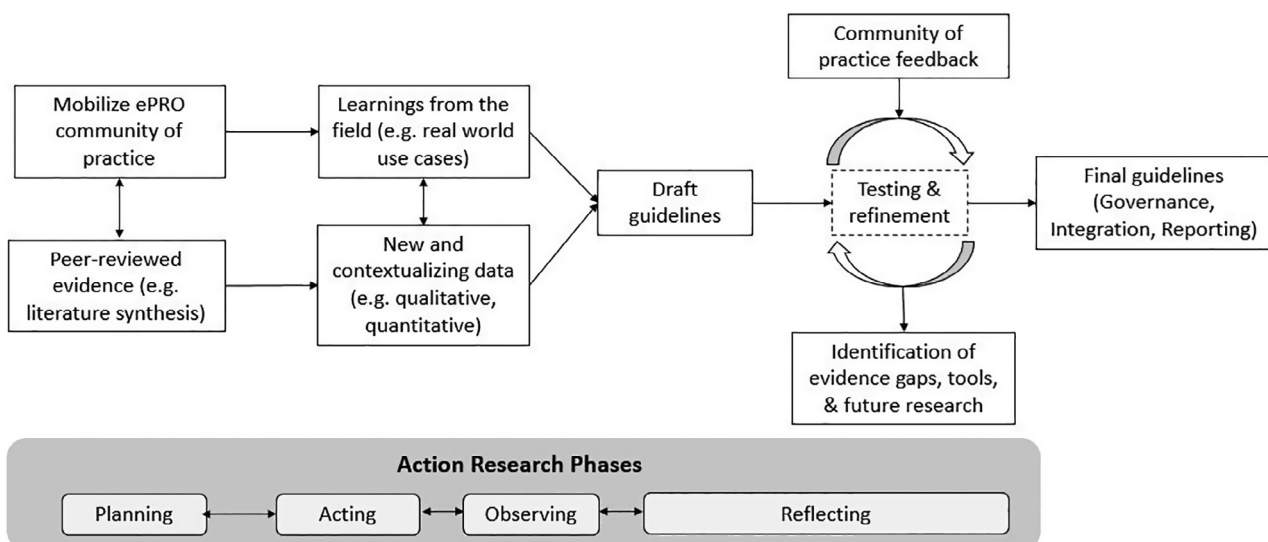 Mobilize ePRO
community of
practice
Peer-reviewed
evidence (e.g.
literature synthesis)
Learnings from the
field (e.g. real world
use cases)
New and
contextualizing data
(e.g. qualitative,
quantitative)
Draft
guidelines
Community of
practice feedback
Testing &
refinement
Identification of
evidence gaps, tools,
& future research
Final guidelines
(Governance,
Integration, Reporting)
Action Research Phases
Planning
Acting
Observing
Reflecting